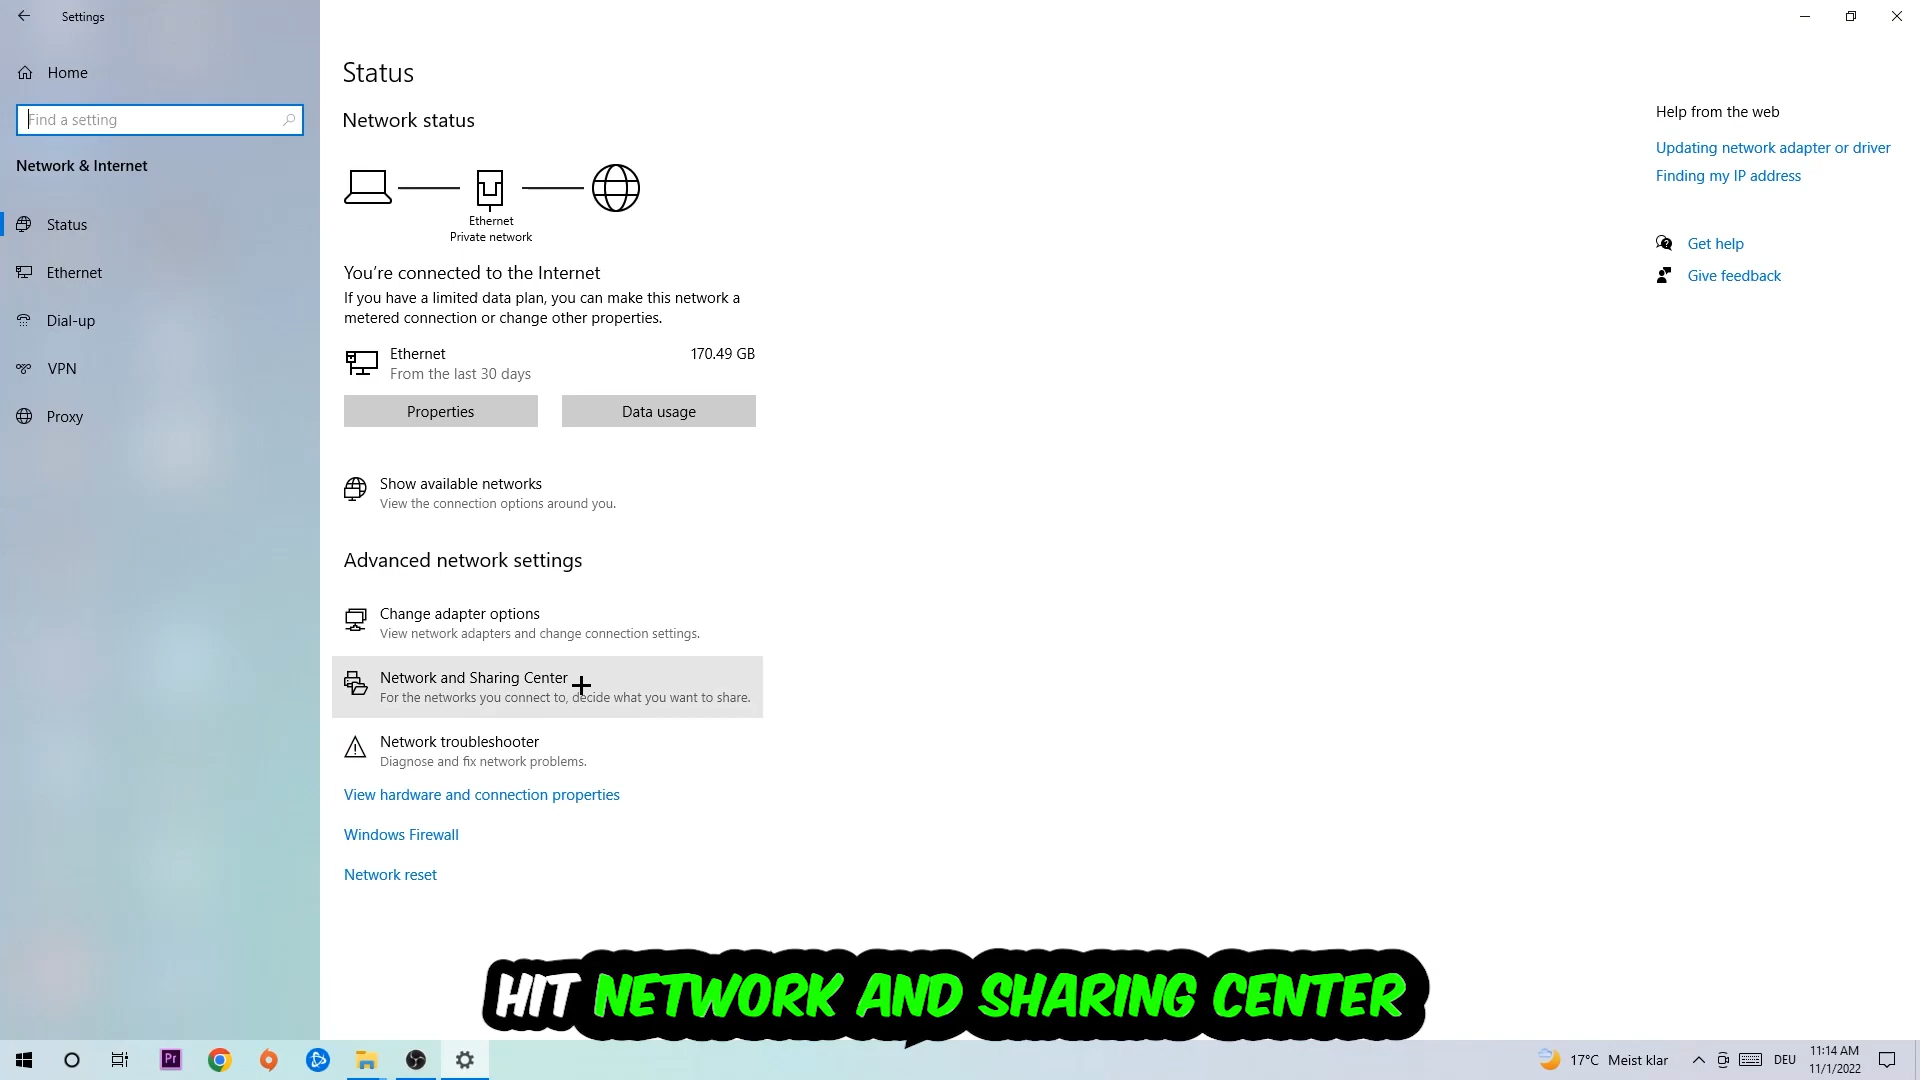 Settings
Home
Find a setting
Network & Internet
Status
Ethernet
Dial-up
VPN
Proxy
Status
Network status
Ethernet
Private network
You're connected to the Internet
If you have a limited data plan, you can make this network a
metered connection or change other properties.
Ethernet 170.49 GB
From the last 30 days
Properties Data usage
Show available networks
View the connection options around you.
Advanced network settings
Change adapter options
View network adapters and change connection settings.
Network and Sharing Center
For the networks you connect to, decide what you want to share.
Network troubleshooter
Diagnose and fix network problems.
View hardware and connection properties
Windows Firewall
Network reset
Help from the web
Updating network adapter or driver
Finding my IP address
Get help
Give feedback
HIT NETWORK AND SHARING CENTER
Pr
17°C Meist klar
DEU
11:14 AM
11/1/2022